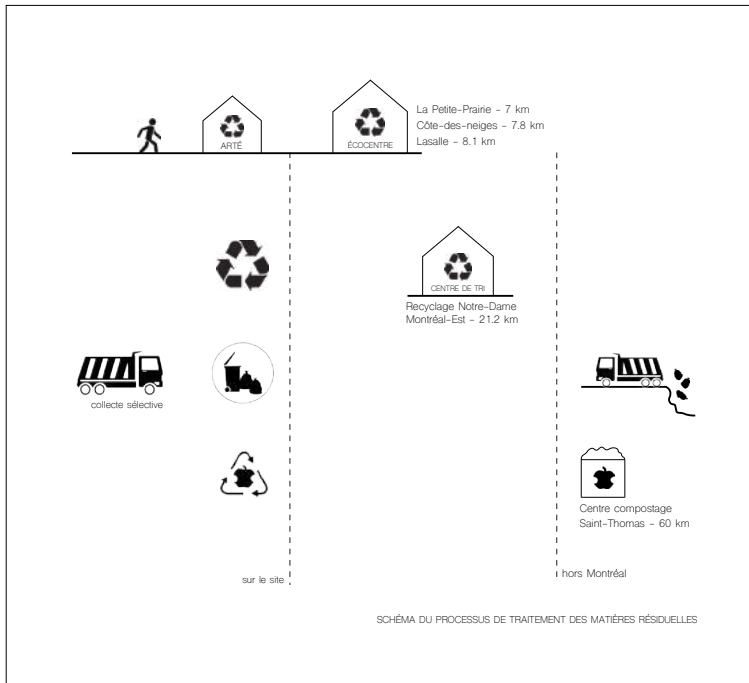 La Petite-Prairie - 7 km
Côte-des-neiges - 7.8 km
Lasalle - 8.1 km
ARTÉ
ÉCOCENTRE
CENTRE DE TRI
Recyclage Notre-Dame
Montréal-Est - 21.2 km
collecte sélective
Centre compostage
Saint-Thomas - 60 km
sur le site
hors Montréal
SCHÉMA DU PROCESSUS DE TRAITEMENT DES MATIÈRES RÉSIDUELLES